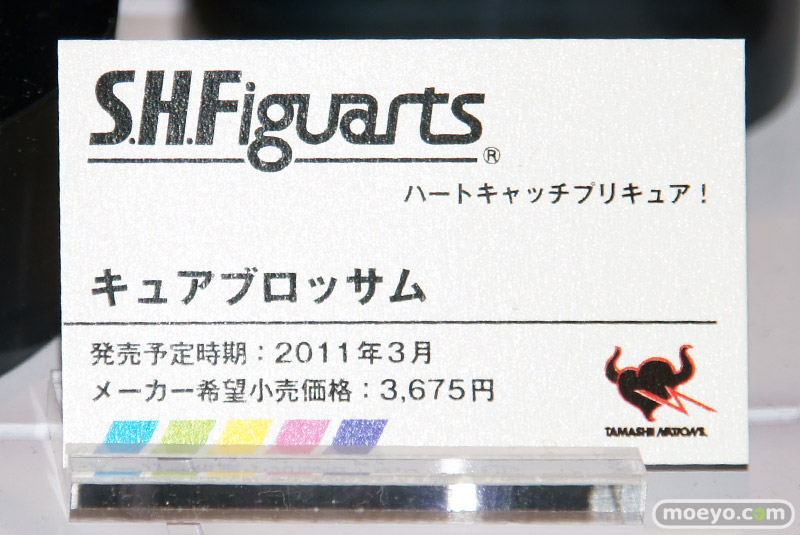 S.H.Figuarts®
ハートキャッチプリキュア！
キュアブロッサム
発売予定時期：2011年3月
メーカー希望小売価格：3,675円
TAMASHII NATIONS
moeyo.com